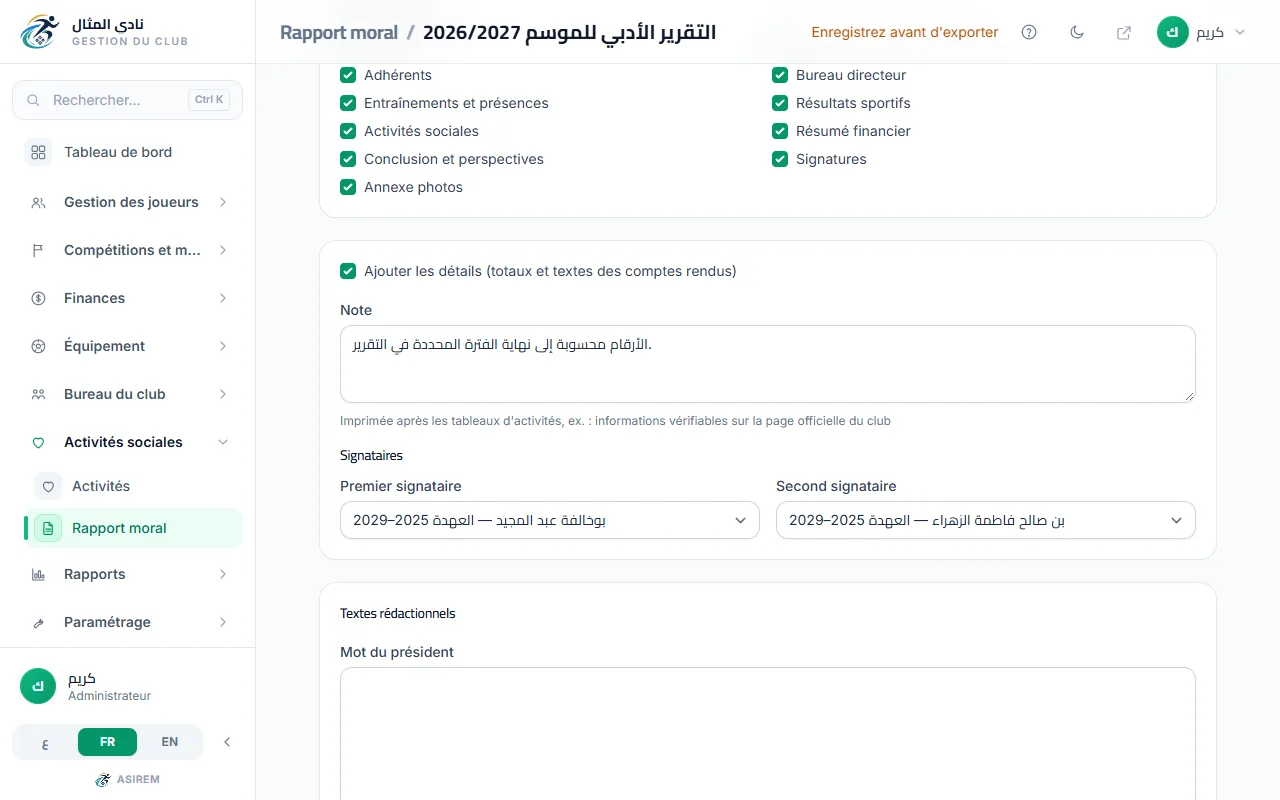 نادي المثال
GESTION DU CLUB
Rechercher...
Ctrl K
Tableau de bord
Gestion des joueurs
Compétitions et m...
Finances
Équipement
Bureau du club
Activités sociales
Activités
Rapport moral
Rapports
Paramétrage
ك
كريم
Administrateur
ع
FR
EN
ASIREM
Rapport moral / التقرير الأدبي للموسم 2026/2027
Enregistrez avant d'exporter
ك
كريم
Adhérents
Bureau directeur
Entraînements et présences
Résultats sportifs
Activités sociales
Résumé financier
Conclusion et perspectives
Signatures
Annexe photos
Ajouter les détails (totaux et textes des comptes rendus)
Note
الأرقام محسوبة إلى نهاية الفترة المحددة في التقرير.
Imprimée après les tableaux d'activités, ex. : informations vérifiables sur la page officielle du club
Signataires
Premier signataire
Second signataire
بوخالفة عبد المجيد — العهدة 2025–2029
بن صالح فاطمة الزهراء — العهدة 2025–2029
Textes rédactionnels
Mot du président